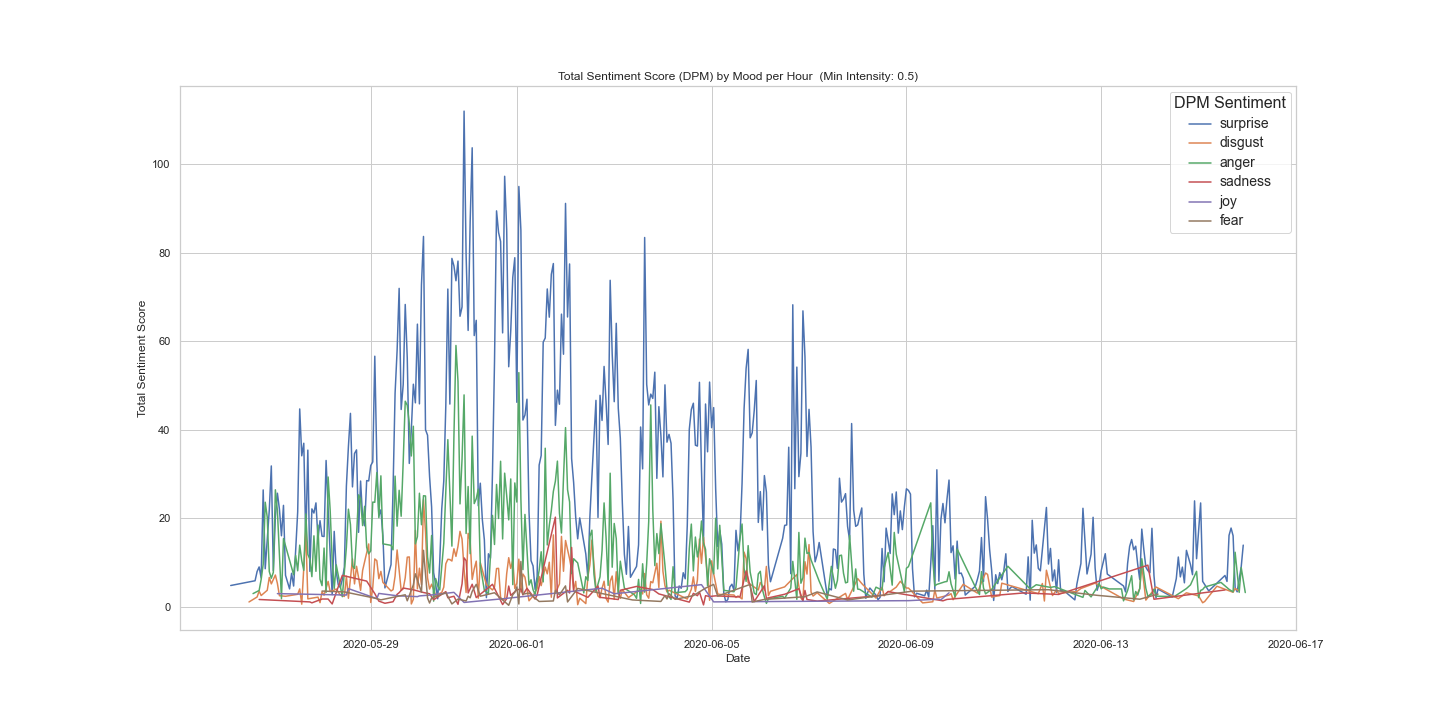 Total Sentiment Score (DPM) by Mood per Hour (Min Intensity: 0.5)
DPM Sentiment
surprise
disgust
anger
sadness
joy
fear
Total Sentiment Score
100
80
60
40
20
0
2020-05-29
2020-06-01
2020-06-05
2020-06-09
2020-06-13
2020-06-17
Date